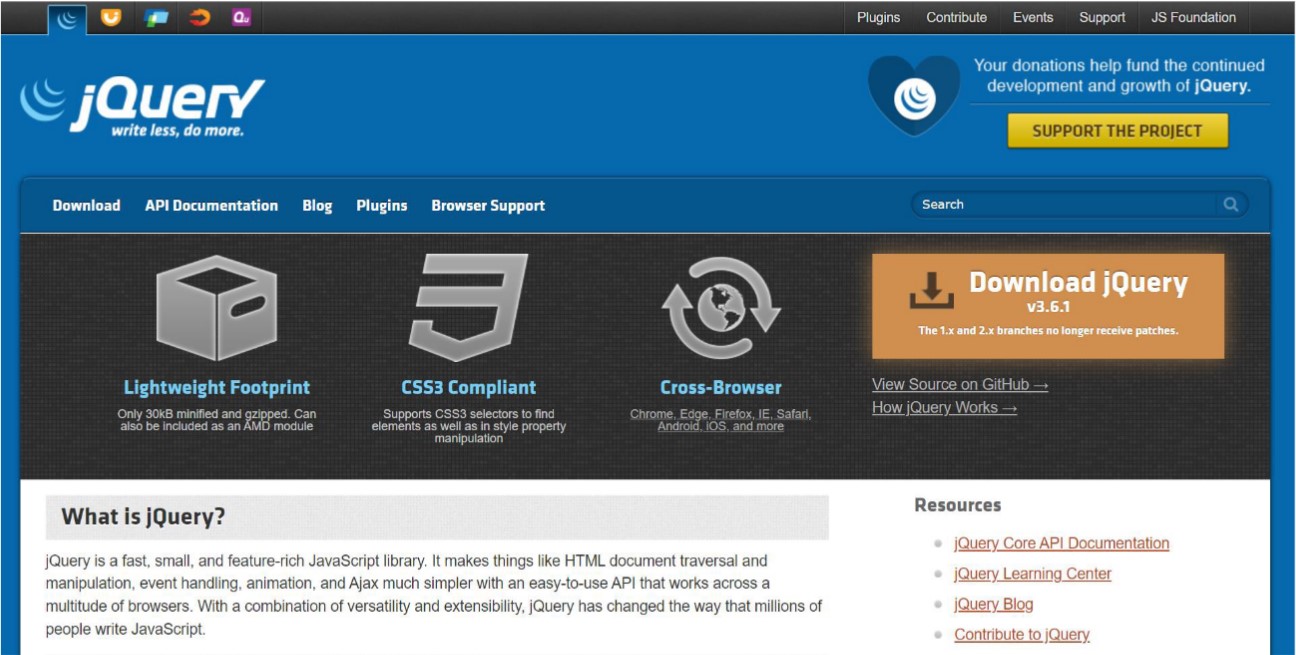 Plugins Contribute Events Support JS Foundation
jQuery
write less, do more.
Your donations help fund the continued
development and growth of jQuery.
SUPPORT THE PROJECT
Download API Documentation Blog Plugins Browser Support
Search
Lightweight Footprint
Only 30kB minified and gzipped. Can
also be included as an AMD module
CSS3 Compliant
Supports CSS3 selectors to find
elements as well as in style property
manipulation
Cross-Browser
Chrome, Edge, Firefox, IE, Safari,
Android, iOS, and more
Download jQuery
v3.6.1
The 1.x and 2.x branches no longer receive patches.
View Source on GitHub →
How jQuery Works →
What is jQuery?
jQuery is a fast, small, and feature-rich JavaScript library. It makes things like HTML document traversal and
manipulation, event handling, animation, and Ajax much simpler with an easy-to-use API that works across a
multitude of browsers. With a combination of versatility and extensibility, jQuery has changed the way that millions of
people write JavaScript.
Resources
jQuery Core API Documentation
jQuery Learning Center
jQuery Blog
Contribute to jQuery